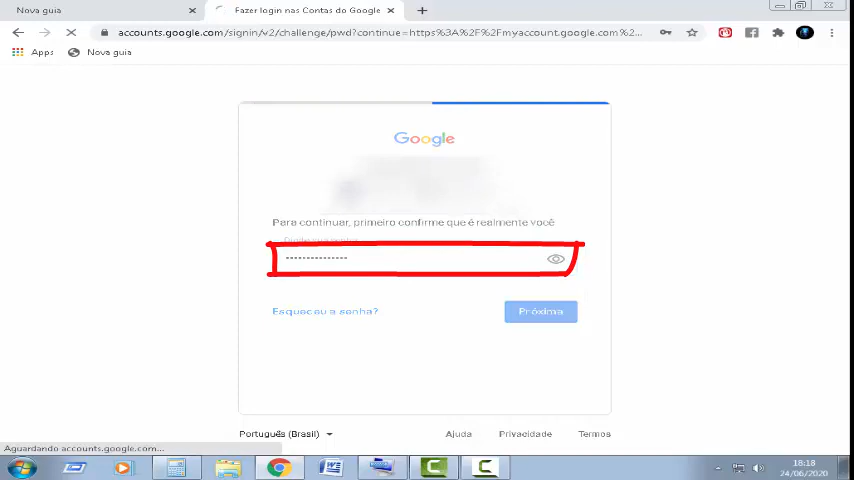 Nova guia
Fazer login nas Contas do Google
accounts.google.com/signin/v2/challenge/pwd?continue=https%3A%2F%2Fmyaccount.google.com%2...
Apps
Nova guia
Google
Para continuar, primeiro confirme que é realmente você
Esqueceu a senha?
Próxima
Português (Brasil)
Ajuda
Privacidade
Termos
Aguardando accounts.google.com...
18:18
24/06/2020